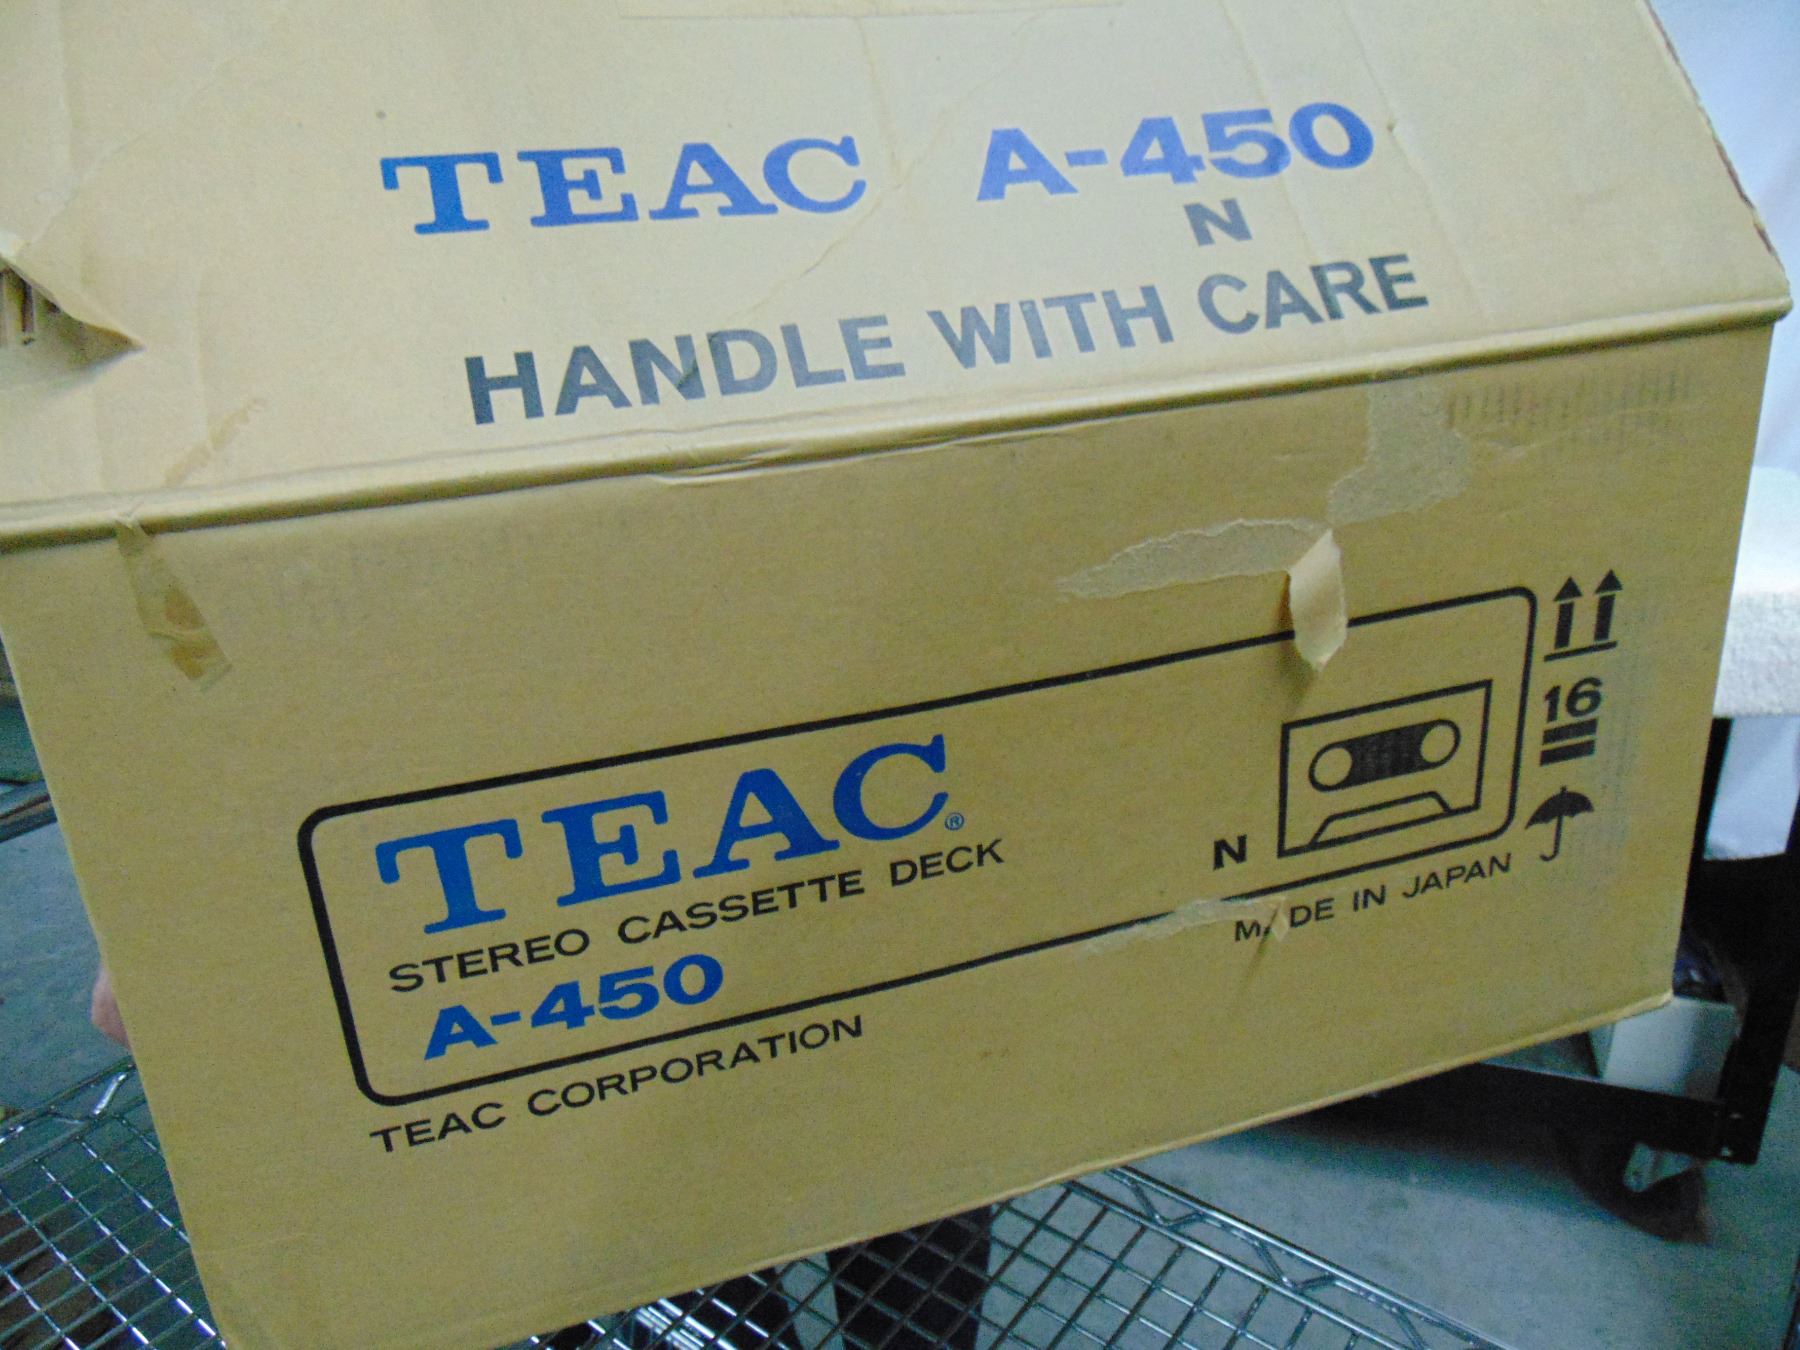 TEAC A-450
N
HANDLE WITH CARE
TEAC®
STEREO CASSETTE DECK
A-450
N
16
MADE IN JAPAN
TEAC CORPORATION